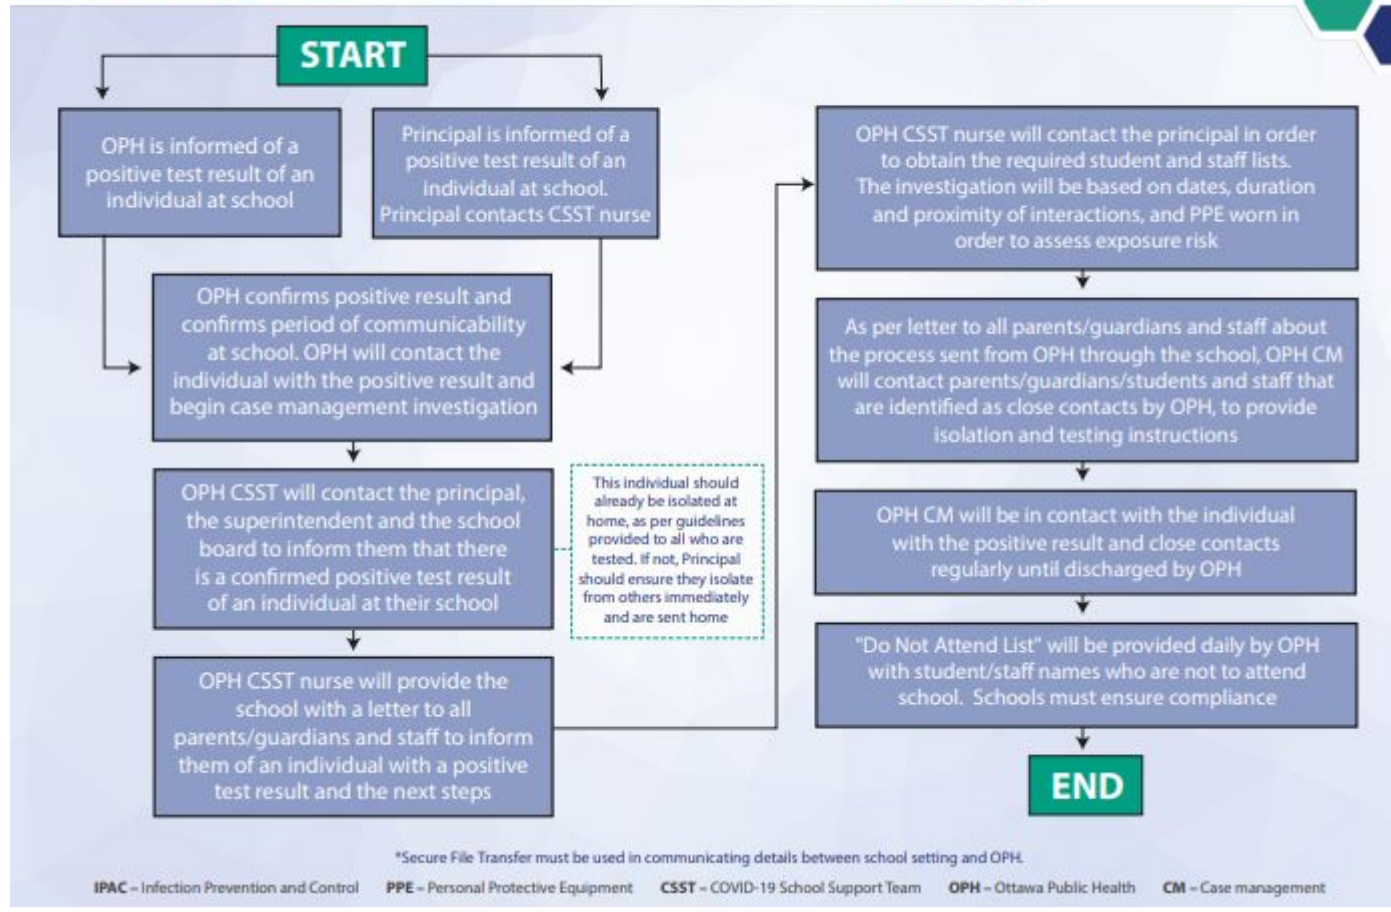 START
OPH is informed of a
positive test result of an
individual at school
Principal is informed of a
positive test result of an
individual at school.
Principal contacts CSST nurse
OPH confirms positive result and
confirms period of communicability
at school. OPH will contact the
individual with the positive result and
begin case management investigation
OPH CSST will contact the principal,
the superintendent and the school
board to inform them that there
is a confirmed positive test result
of an individual at their school
This individual should
already be isolated at
home, as per guidelines
provided to all who are
tested. If not, Principal
should ensure they isolate
from others immediately
and are sent home
OPH CSST nurse will provide the
school with a letter to all
parents/guardians and staff to inform
them of an individual with a positive
test result and the next steps
OPH CSST nurse will contact the principal in order
to obtain the required student and staff lists.
The investigation will be based on dates, duration
and proximity of interactions, and PPE worn in
order to assess exposure risk
As per letter to all parents/guardians and staff about
the process sent from OPH through the school, OPH CM
will contact parents/guardians/students and staff that
are identified as close contacts by OPH, to provide
isolation and testing instructions
OPH CM will be in contact with the individual
with the positive result and close contacts
regularly until discharged by OPH
"Do Not Attend List" will be provided daily by OPH
with student/staff names who are not to attend
school. Schools must ensure compliance
END
*Secure File Transfer must be used in communicating details between school setting and OPH.
IPAC – Infection Prevention and Control PPE – Personal Protective Equipment CSST – COVID-19 School Support Team OPH – Ottawa Public Health CM – Case management